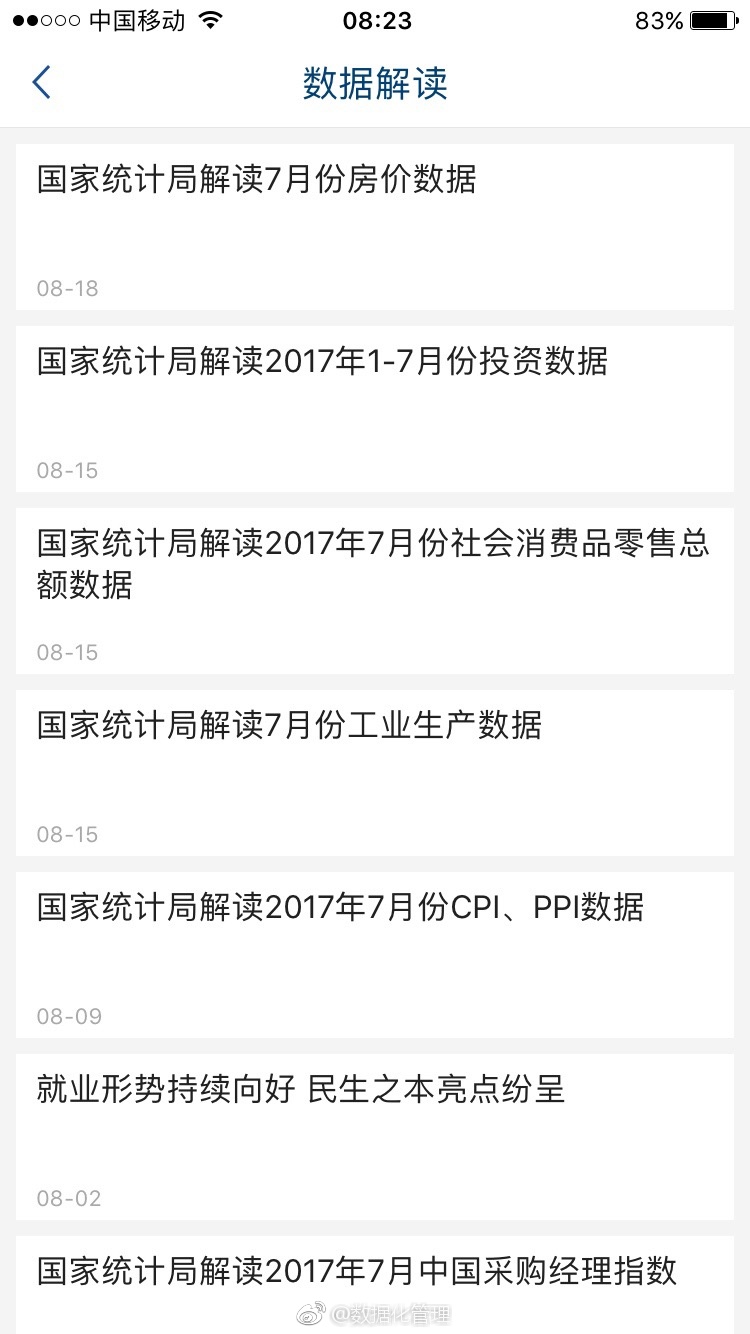 中国移动 08:23 83%
数据解读
国家统计局解读7月份房价数据
08-18
国家统计局解读2017年1-7月份投资数据
08-15
国家统计局解读2017年7月份社会消费品零售总
额数据
08-15
国家统计局解读7月份工业生产数据
08-15
国家统计局解读2017年7月份CPI、PPI数据
08-09
就业形势持续向好 民生之本亮点纷呈
08-02
国家统计局解读2017年7月中国采购经理指数
@数据化管理